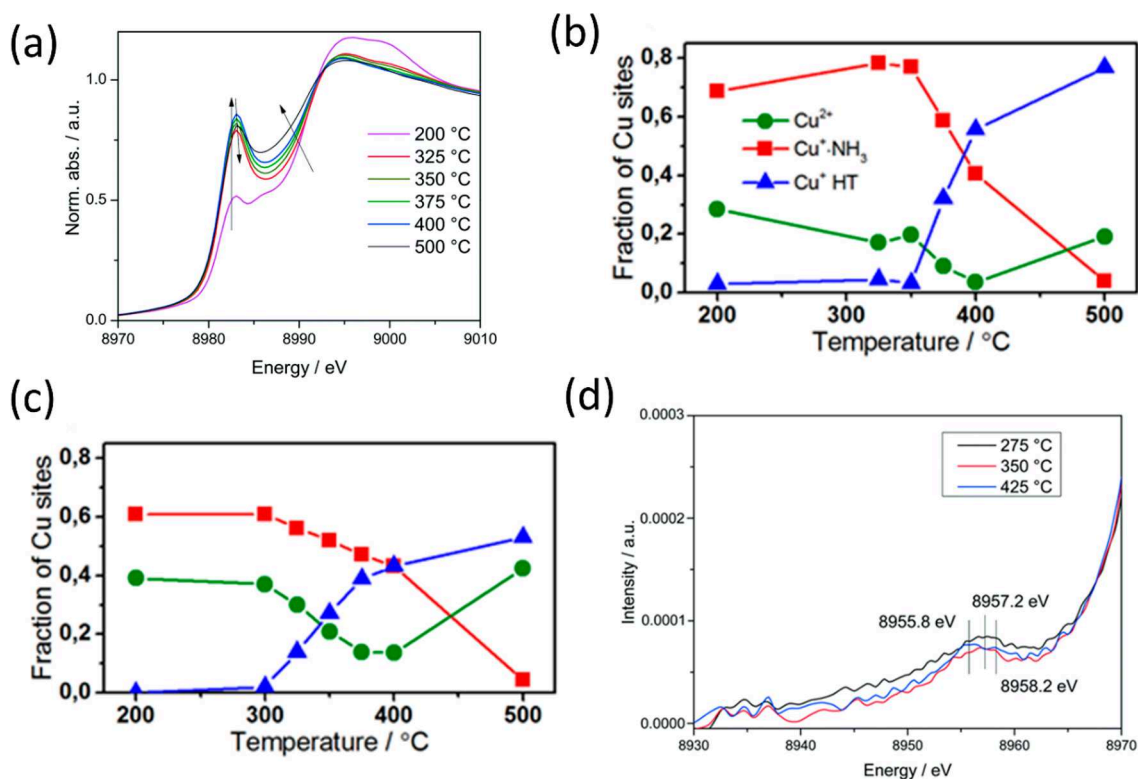 (a)
Norm. abs. / a.u.
1.0
0.5
0.0
200 °C
325 °C
350 °C
375 °C
400 °C
500 °C
8970 8980 8990 9000 9010
Energy / eV
(b)
Fraction of Cu sites
0,8
0,6
0,4
0,2
0,0
Cu²⁺
Cu⁺·NH₃
Cu⁺ HT
200 300 400 500
Temperature / °C
(c)
Fraction of Cu sites
0,8
0,6
0,4
0,2
0,0
200 300 400 500
Temperature / °C
(d)
Intensity / a.u.
0.0003
0.0002
0.0001
0.0000
275 °C
350 °C
425 °C
8957.2 eV
8955.8 eV
8958.2 eV
8930 8940 8950 8960 8970
Energy / eV